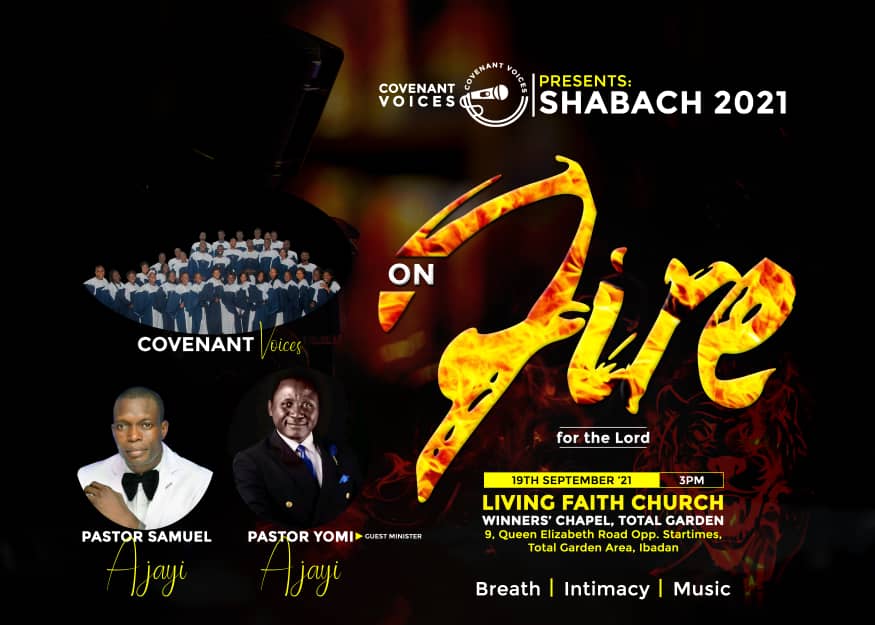 COVENANT
VOICES
COVENANT VOICES
PRESENTS:
SHABACH 2021
ON
Fire
for the Lord
COVENANT Voices
PASTOR SAMUEL
Ajayi
PASTOR YOMI
GUEST MINISTER
Ajayi
19TH SEPTEMBER '21
3PM
LIVING FAITH CHURCH
WINNERS' CHAPEL, TOTAL GARDEN
9, Queen Elizabeth Road Opp. Startimes,
Total Garden Area, Ibadan
Breath | Intimacy | Music